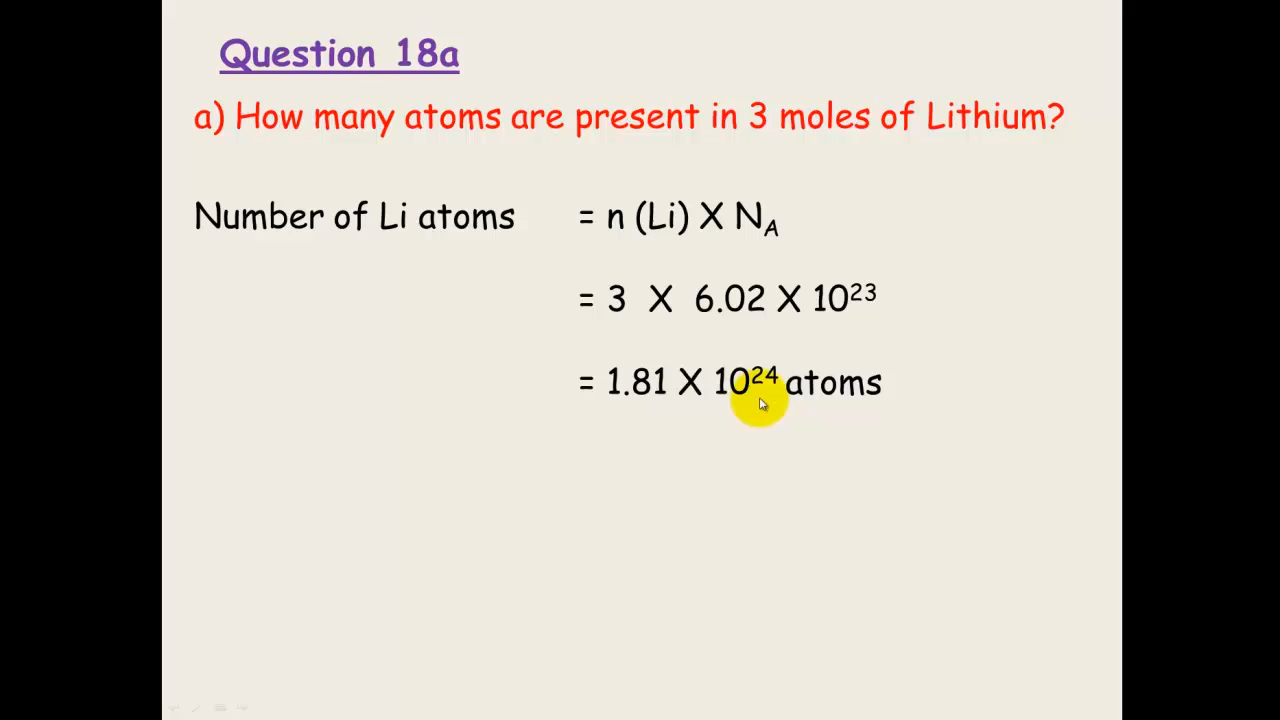 Question 18a
a) How many atoms are present in 3 moles of Lithium?
Number of Li atoms = n (Li) X N_A
= 3 X 6.02 X 10²³
= 1.81 X 10²⁴ atoms